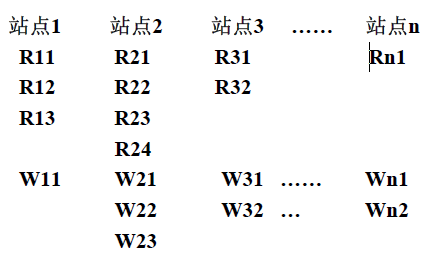 站点1 站点2 站点3 …… 站点n
R11 R21 R31 Rn1
R12 R22 R32
R13 R23
R24
W11 W21 W31 …… Wn1
W22 W32 … Wn2
W23